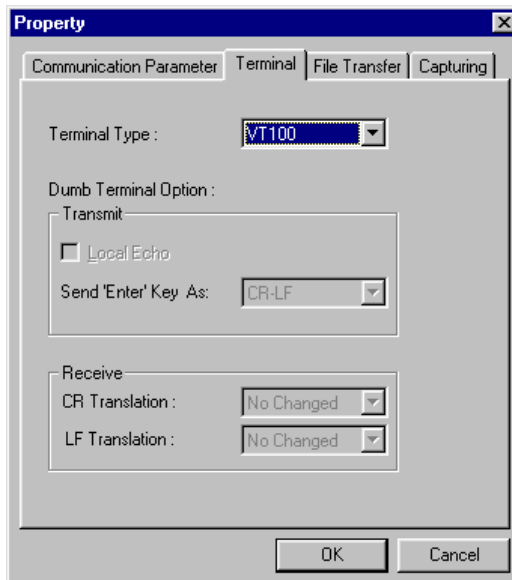 Property
Communication Parameter Terminal File Transfer Capturing
Terminal Type : VT100
Dumb Terminal Option :
Transmit
Local Echo
Send 'Enter' Key As: CR-LF
Receive
CR Translation : No Changed
LF Translation : No Changed
OK Cancel